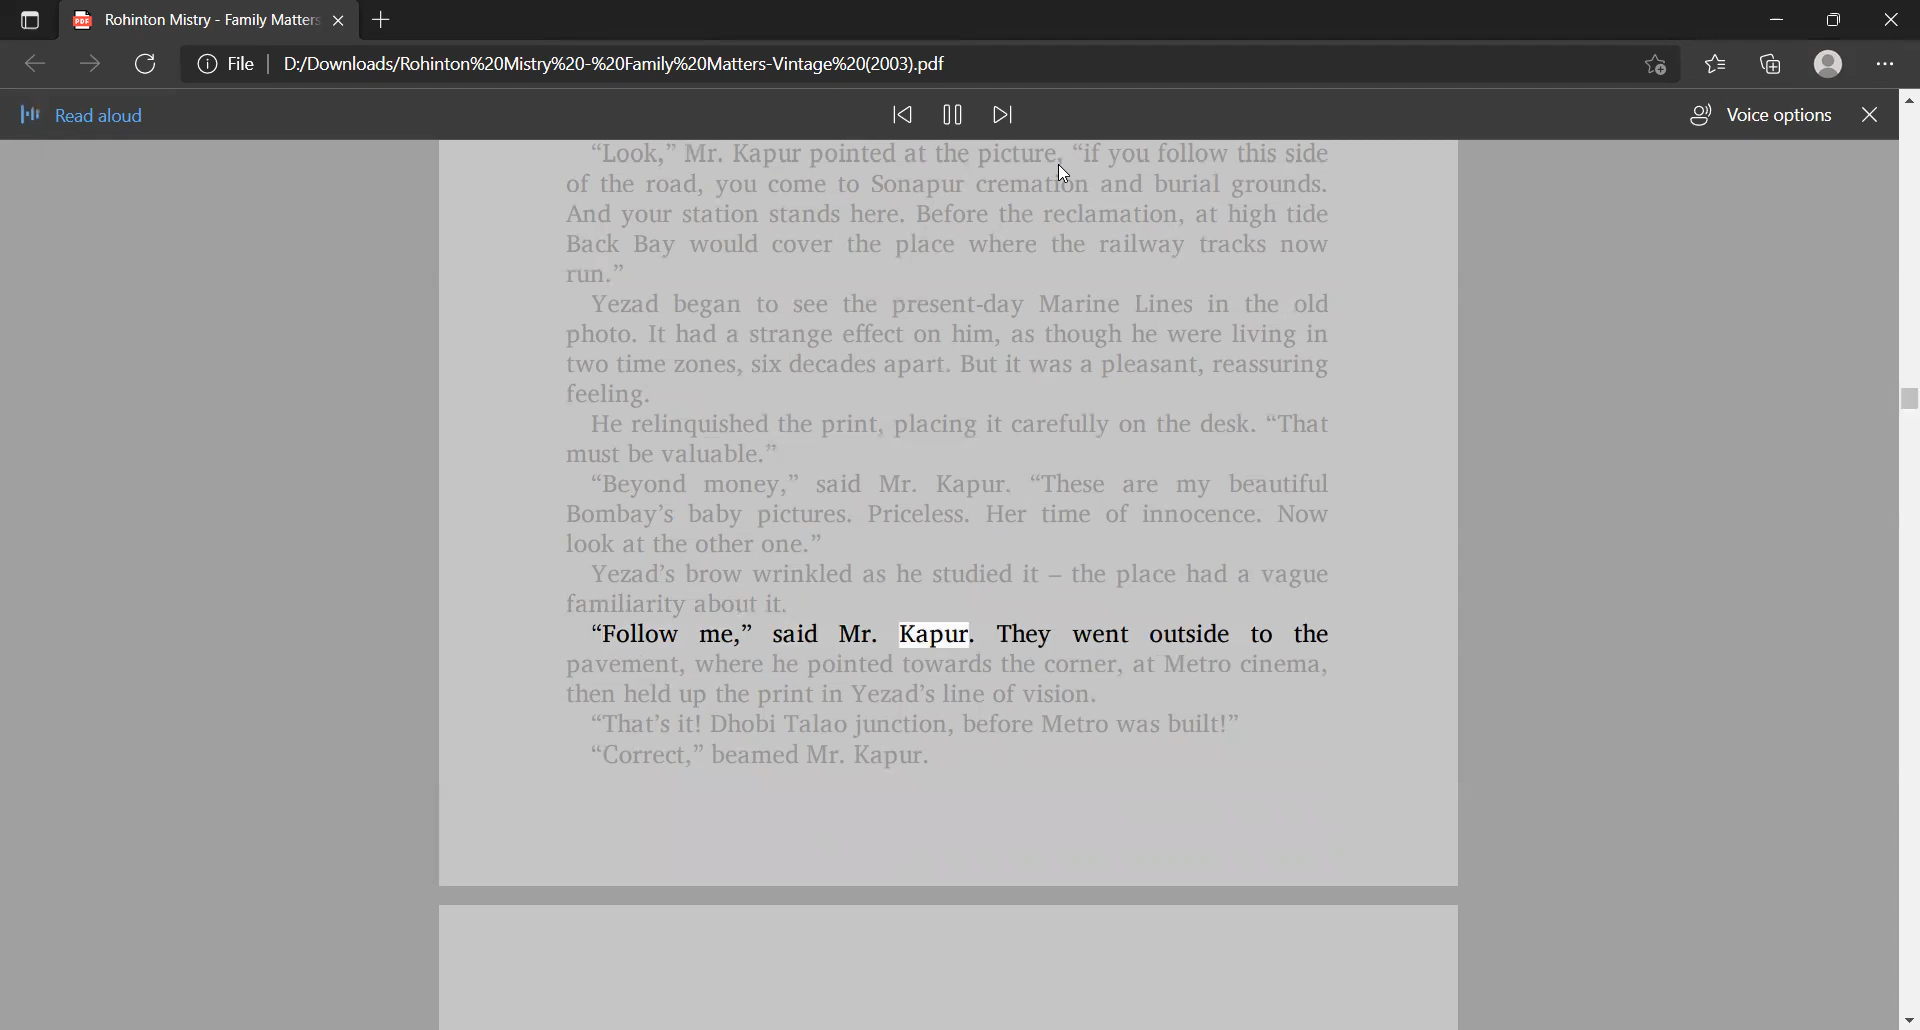 Rohinton Mistry - Family Matters
File
D:/Downloads/Rohinton%20Mistry%20-%20Family%20Matters-Vintage%20(2003).pdf
Read aloud
Voice options
“Look,” Mr. Kapur pointed at the picture, “if you follow this side
of the road, you come to Sonapur cremation and burial grounds.
And your station stands here. Before the reclamation, at high tide
Back Bay would cover the place where the railway tracks now
run.”
Yezad began to see the present-day Marine Lines in the old
photo. It had a strange effect on him, as though he were living in
two time zones, six decades apart. But it was a pleasant, reassuring
feeling.
He relinquished the print, placing it carefully on the desk. “That
must be valuable.”
“Beyond money,” said Mr. Kapur. “These are my beautiful
Bombay’s baby pictures. Priceless. Her time of innocence. Now
look at the other one.”
Yezad’s brow wrinkled as he studied it – the place had a vague
familiarity about it.
“Follow me,” said Mr. Kapur. They went outside to the
pavement, where he pointed towards the corner, at Metro cinema,
then held up the print in Yezad’s line of vision.
“That’s it! Dhobi Talao junction, before Metro was built!”
“Correct,” beamed Mr. Kapur.